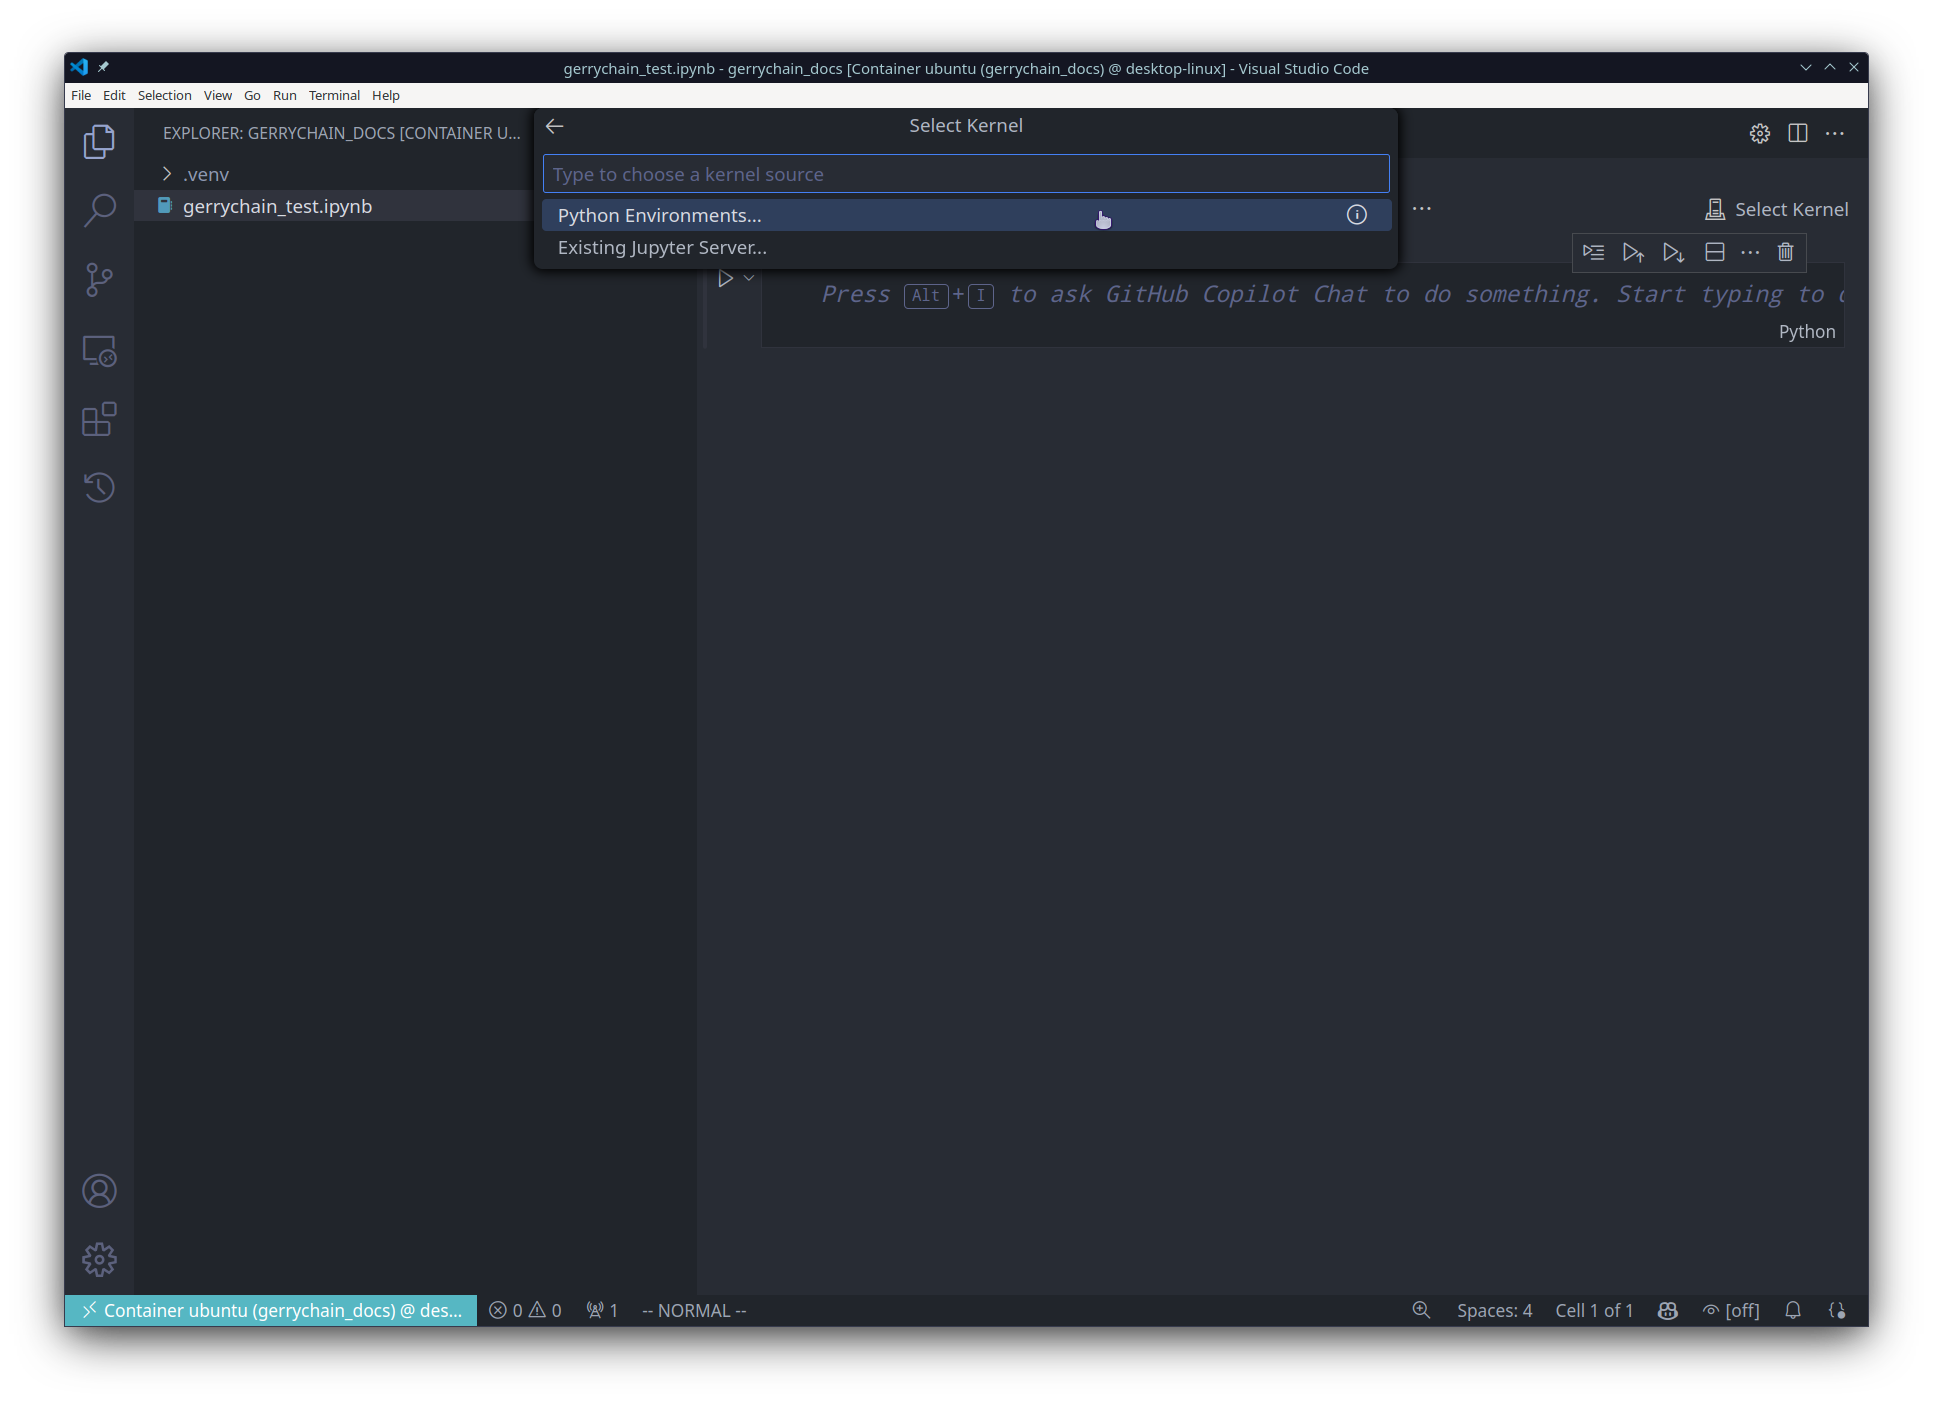 gerrychain_test.ipynb - gerrychain_docs [Container ubuntu (gerrychain_docs) @ desktop-linux] - Visual Studio Code
File Edit Selection View Go Run Terminal Help
EXPLORER: GERRYCHAIN_DOCS [CONTAINER U...
.venv
gerrychain_test.ipynb
Select Kernel
Type to choose a kernel source
Python Environments...
Existing Jupyter Server...
Select Kernel
Press Alt+I to ask GitHub Copilot Chat to do something. Start typing to
Python
Container ubuntu (gerrychain_docs) @ des... 0 0 1 -- NORMAL -- Spaces: 4 Cell 1 of 1 [off]